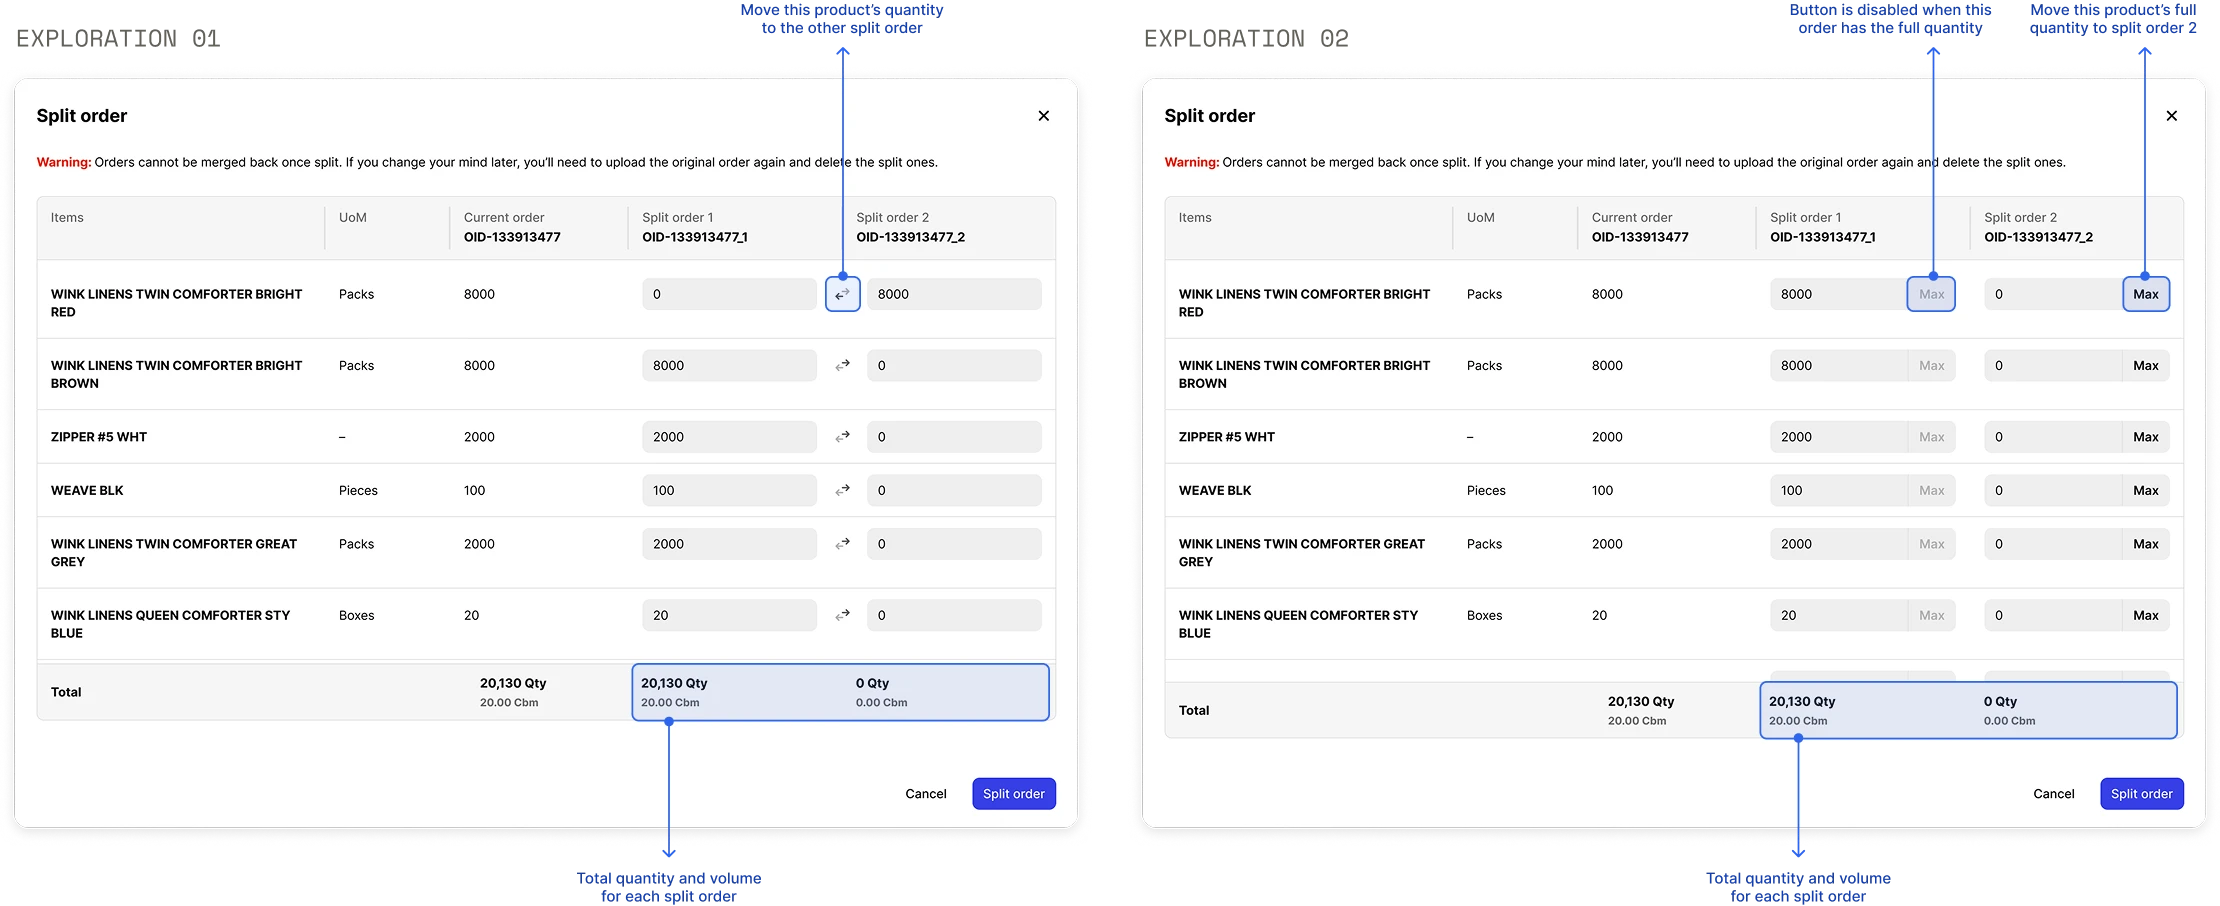 Move this product's quantity
to the other split order
EXPLORATION 01
Split order
Warning: Orders cannot be merged back once split. If you change your mind later, you'll need to upload the original order again and delete the split ones.
Items
UoM
Current order
OID-133913477
Split order 1
OID-133913477_1
Split order 2
OID-133913477_2
WINK LINENS TWIN COMFORTER BRIGHT
RED
Packs
8000
0
8000
WINK LINENS TWIN COMFORTER BRIGHT
BROWN
Packs
8000
8000
0
ZIPPER #5 WHT
–
2000
2000
0
WEAVE BLK
Pieces
100
100
0
WINK LINENS TWIN COMFORTER GREAT
GREY
Packs
2000
2000
0
WINK LINENS QUEEN COMFORTER STY
BLUE
Boxes
20
20
0
Total
20,130 Qty
20.00 Cbm
20,130 Qty
20.00 Cbm
0 Qty
0.00 Cbm
Cancel
Split order
Total quantity and volume
for each split order
Button is disabled when this
order has the full quantity
Move this product's full
quantity to split order 2
EXPLORATION 02
Split order
Warning: Orders cannot be merged back once split. If you change your mind later, you'll need to upload the original order again and delete the split ones.
Items
UoM
Current order
OID-133913477
Split order 1
OID-133913477_1
Split order 2
OID-133913477_2
WINK LINENS TWIN COMFORTER BRIGHT
RED
Packs
8000
8000
Max
0
Max
WINK LINENS TWIN COMFORTER BRIGHT
BROWN
Packs
8000
8000
Max
0
Max
ZIPPER #5 WHT
–
2000
2000
Max
0
Max
WEAVE BLK
Pieces
100
100
Max
0
Max
WINK LINENS TWIN COMFORTER GREAT
GREY
Packs
2000
2000
Max
0
Max
WINK LINENS QUEEN COMFORTER STY
BLUE
Boxes
20
20
Max
0
Max
Total
20,130 Qty
20.00 Cbm
20,130 Qty
20.00 Cbm
0 Qty
0.00 Cbm
Cancel
Split order
Total quantity and volume
for each split order